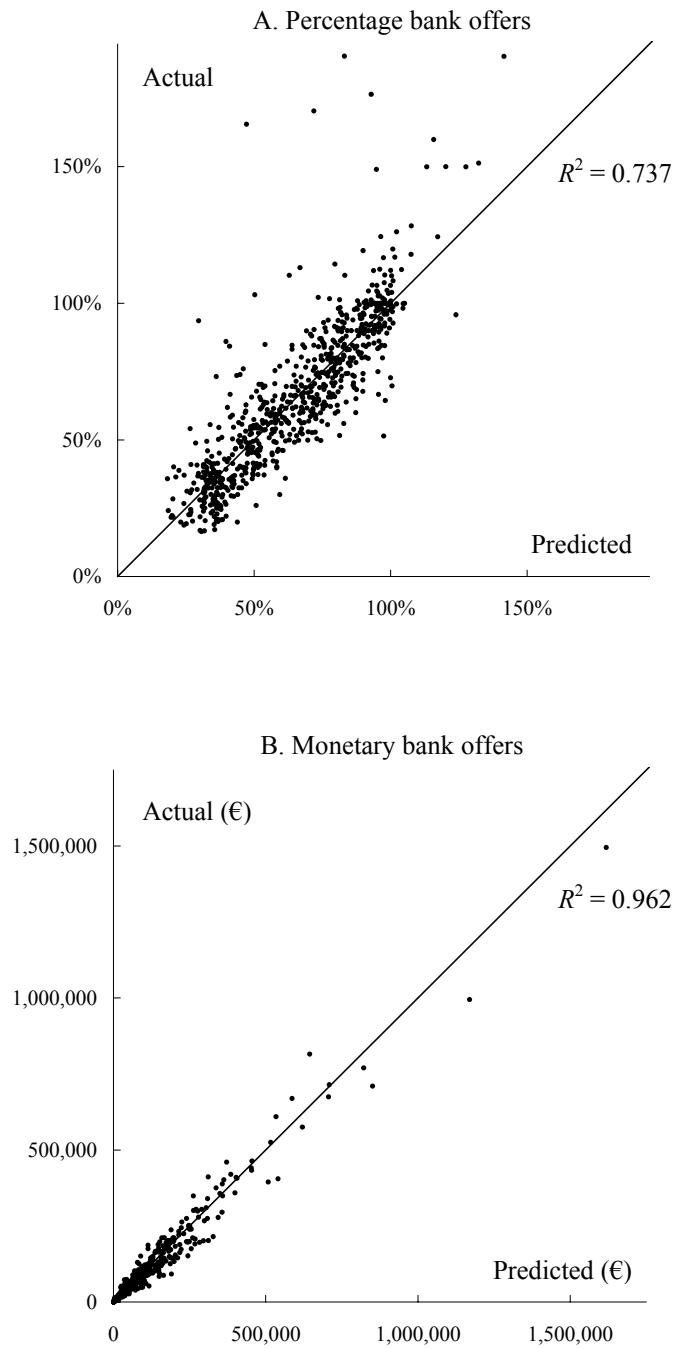 A. Percentage bank offers
Actual
150%
R² = 0.737
100%
50%
Predicted
0%
0% 50% 100% 150%
B. Monetary bank offers
Actual (€)
1,500,000
R² = 0.962
1,000,000
500,000
Predicted (€)
0
0 500,000 1,000,000 1,500,000